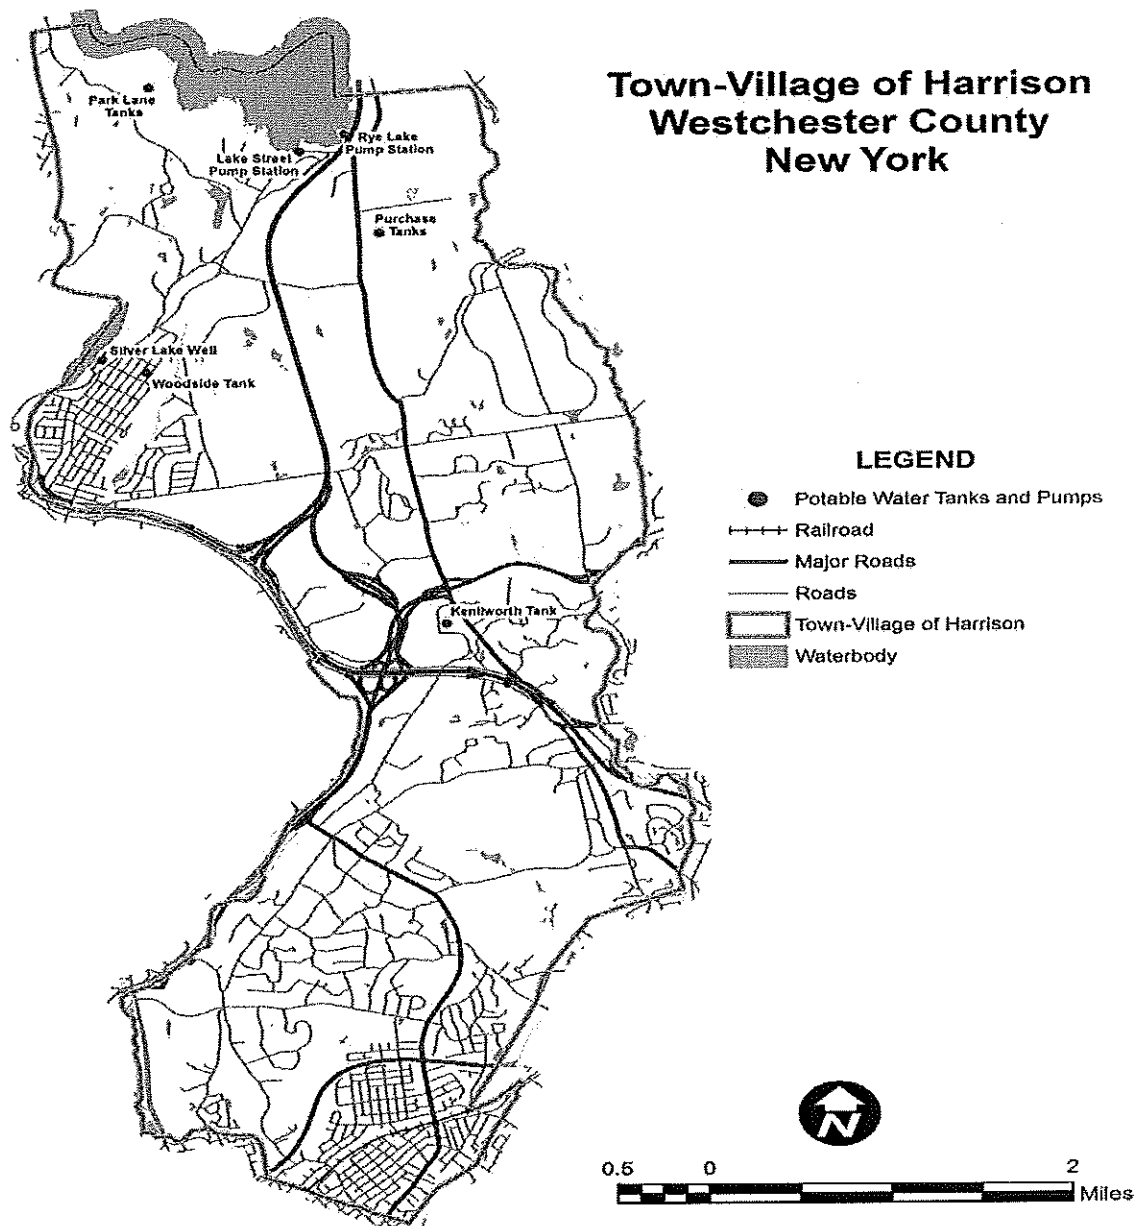 Town-Village of Harrison
Westchester County
New York
Park Lane
Tanks
Rye Lake
Pump Station
Lake Street
Pump Station
Purchase
Tanks
Silver Lake Well
Woodside Tank
Kenilworth Tank
LEGEND
Potable Water Tanks and Pumps
Railroad
Major Roads
Roads
Town-Village of Harrison
Waterbody
N
0.5 0 2
Miles